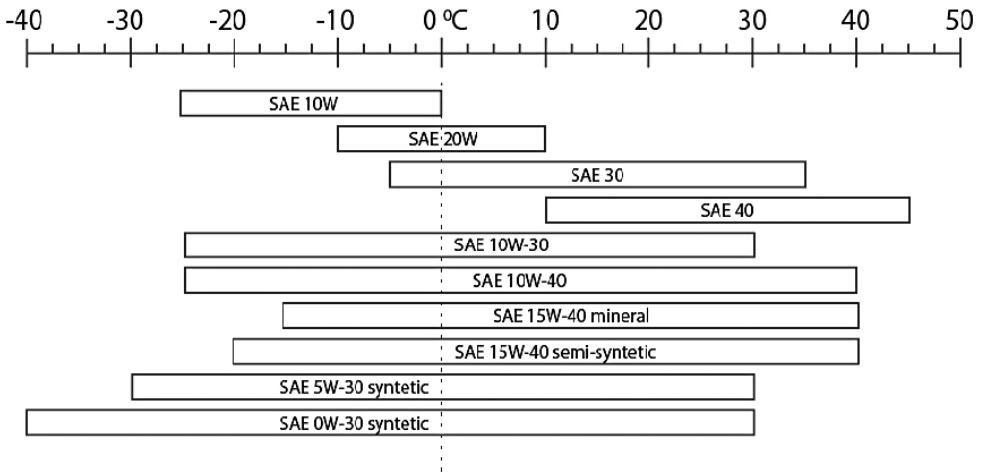 -40 -30 -20 -10 0 ºC 10 20 30 40 50
SAE 10W
SAE 20W
SAE 30
SAE 40
SAE 10W-30
SAE 10W-40
SAE 15W-40 mineral
SAE 15W-40 semi-syntetic
SAE 5W-30 syntetic
SAE 0W-30 syntetic